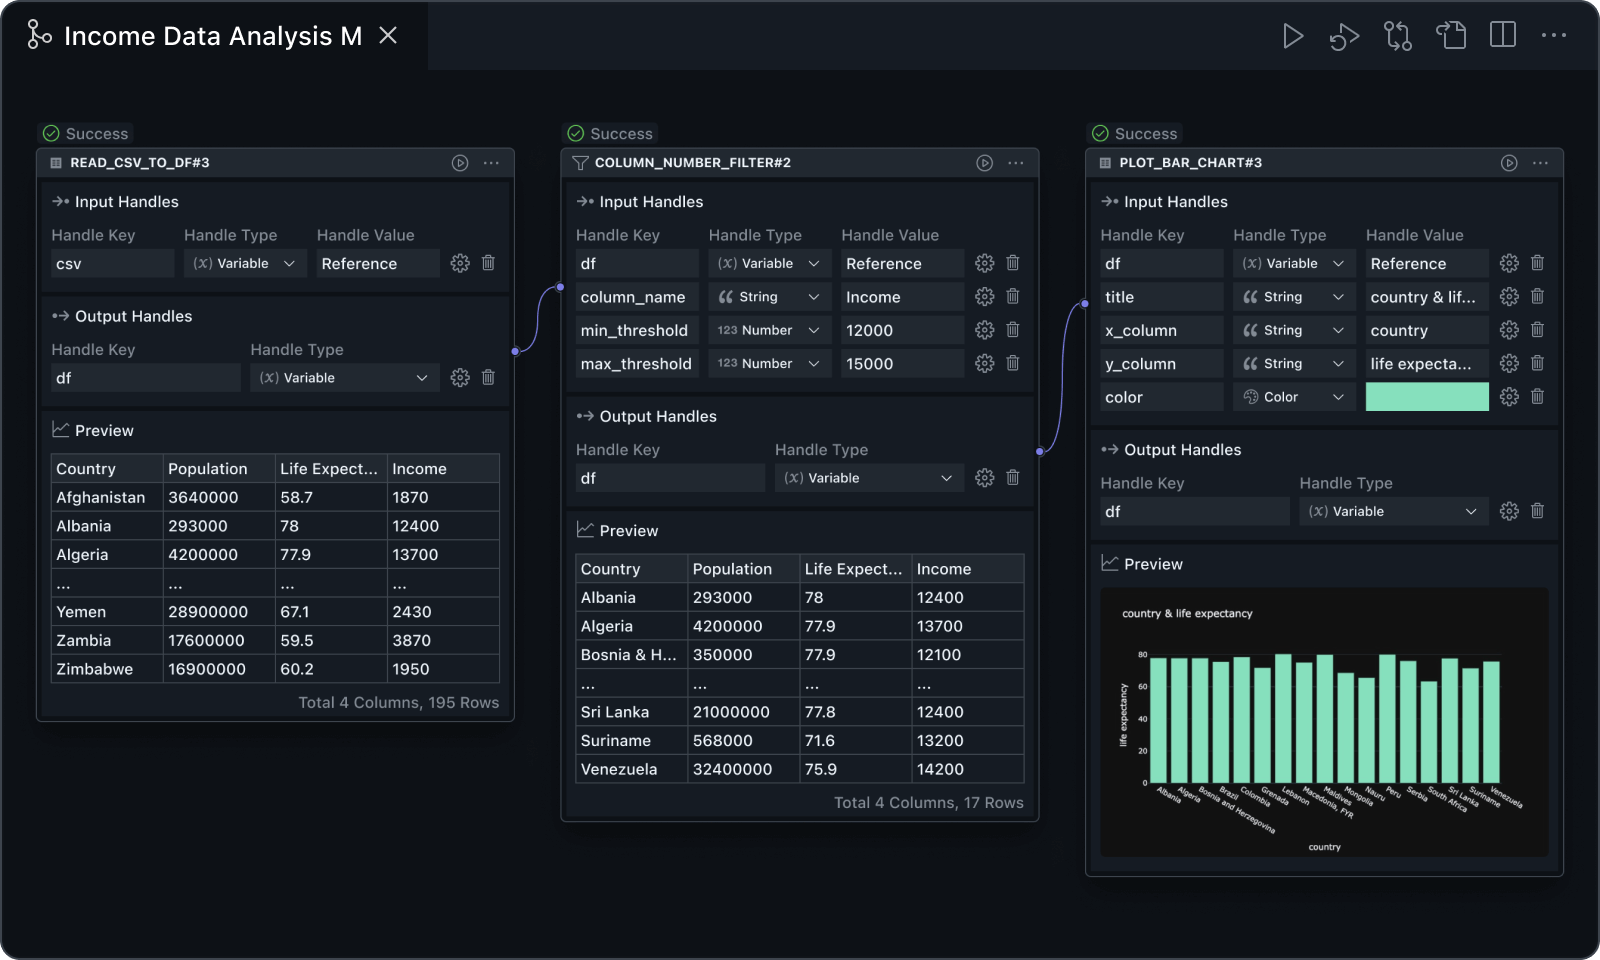 Income Data Analysis M
Success
READ_CSV_TO_DF#3
Input Handles
Handle Key Handle Type Handle Value
csv (x) Variable Reference
Output Handles
Handle Key Handle Type
df (x) Variable
Preview
Country Population Life Expect... Income
Afghanistan 3640000 58.7 1870
Albania 293000 78 12400
Algeria 4200000 77.9 13700
... ... ... ...
Yemen 28900000 67.1 2430
Zambia 17600000 59.5 3870
Zimbabwe 16900000 60.2 1950
Total 4 Columns, 195 Rows
Success
COLUMN_NUMBER_FILTER#2
Input Handles
Handle Key Handle Type Handle Value
df (x) Variable Reference
column_name String Income
min_threshold 123 Number 12000
max_threshold 123 Number 15000
Output Handles
Handle Key Handle Type
df (x) Variable
Preview
Country Population Life Expect... Income
Albania 293000 78 12400
Algeria 4200000 77.9 13700
Bosnia & H... 350000 77.9 12100
... ... ... ...
Sri Lanka 21000000 77.8 12400
Suriname 568000 71.6 13200
Venezuela 32400000 75.9 14200
Total 4 Columns, 17 Rows
Success
PLOT_BAR_CHART#3
Input Handles
Handle Key Handle Type Handle Value
df (x) Variable Reference
title String country & lif...
x_column String country
y_column String life expecta...
color Color
Output Handles
Handle Key Handle Type
df (x) Variable
Preview
country & life expectancy
life expectancy
80
60
40
20
0
Albania
Algeria
Bosnia and Herzegovina
Brazil
Colombia
Grenada
Lebanon
Macedonia, FYR
Maldives
Mongolia
Nauru
Peru
Serbia
South Africa
Sri Lanka
Suriname
Venezuela
country